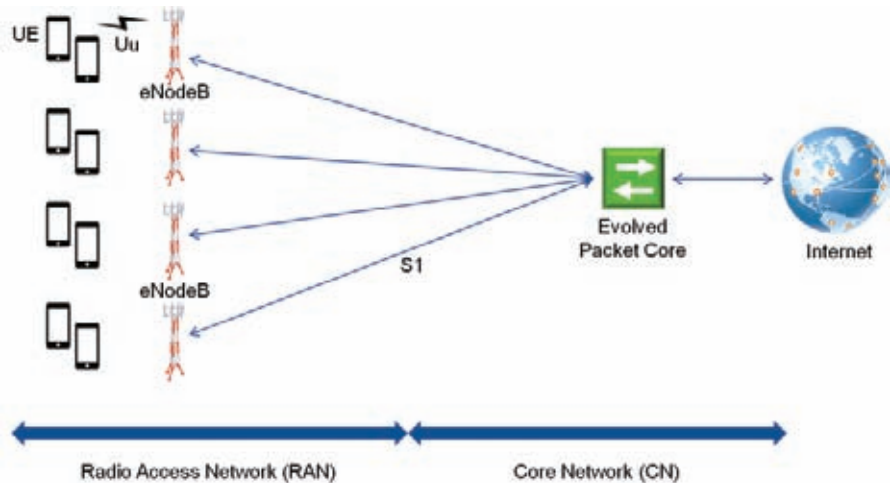 UE
Uu
eNodeB
eNodeB
S1
Evolved
Packet Core
Internet
Radio Access Network (RAN)
Core Network (CN)